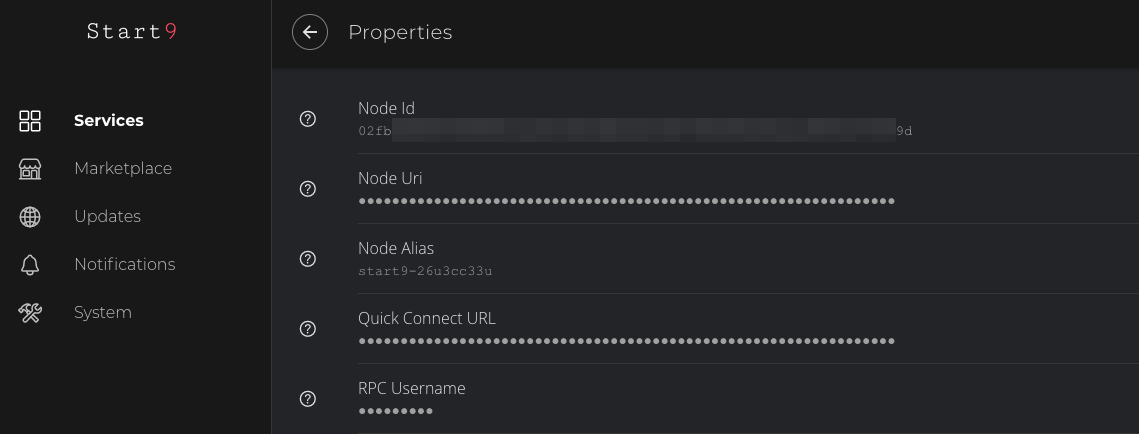 Start9
Properties
Services
Marketplace
Updates
Notifications
System
Node Id
02fb 9d
Node Uri
●●●●●●●●●●●●●●●●●●●●●●●●●●●●●●●●●●●●●●●●●●●●●●●●●●●●●●●●●●●●●●●●
Node Alias
start9-26u3cc33u
Quick Connect URL
●●●●●●●●●●●●●●●●●●●●●●●●●●●●●●●●●●●●●●●●●●●●●●●●●●●●●●●●●●●●●●●●
RPC Username
●●●●●●●●●